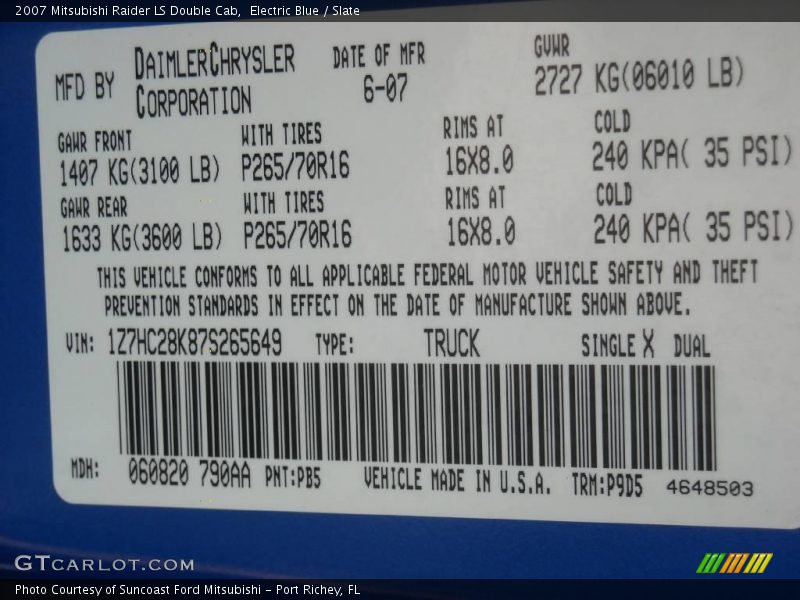 2007 Mitsubishi Raider LS Double Cab, Electric Blue / Slate
MFD BY DAIMLERCHRYSLER CORPORATION
DATE OF MFR 6-07
GVWR 2727 KG(06010 LB)
GAWR FRONT WITH TIRES RIMS AT COLD
1407 KG(3100 LB) P265/70R16 16X8.0 240 KPA( 35 PSI)
GAWR REAR WITH TIRES RIMS AT COLD
1633 KG(3600 LB) P265/70R16 16X8.0 240 KPA( 35 PSI)
THIS VEHICLE CONFORMS TO ALL APPLICABLE FEDERAL MOTOR VEHICLE SAFETY AND THEFT
PREVENTION STANDARDS IN EFFECT ON THE DATE OF MANUFACTURE SHOWN ABOVE.
VIN: 1Z7HC28K87S265649 TYPE: TRUCK SINGLE X DUAL
MDH: 060820 790AA PNT:PB5 VEHICLE MADE IN U.S.A. TRM:P9D5 4648503
GTCARLOT.COM
Photo Courtesy of Suncoast Ford Mitsubishi - Port Richey, FL